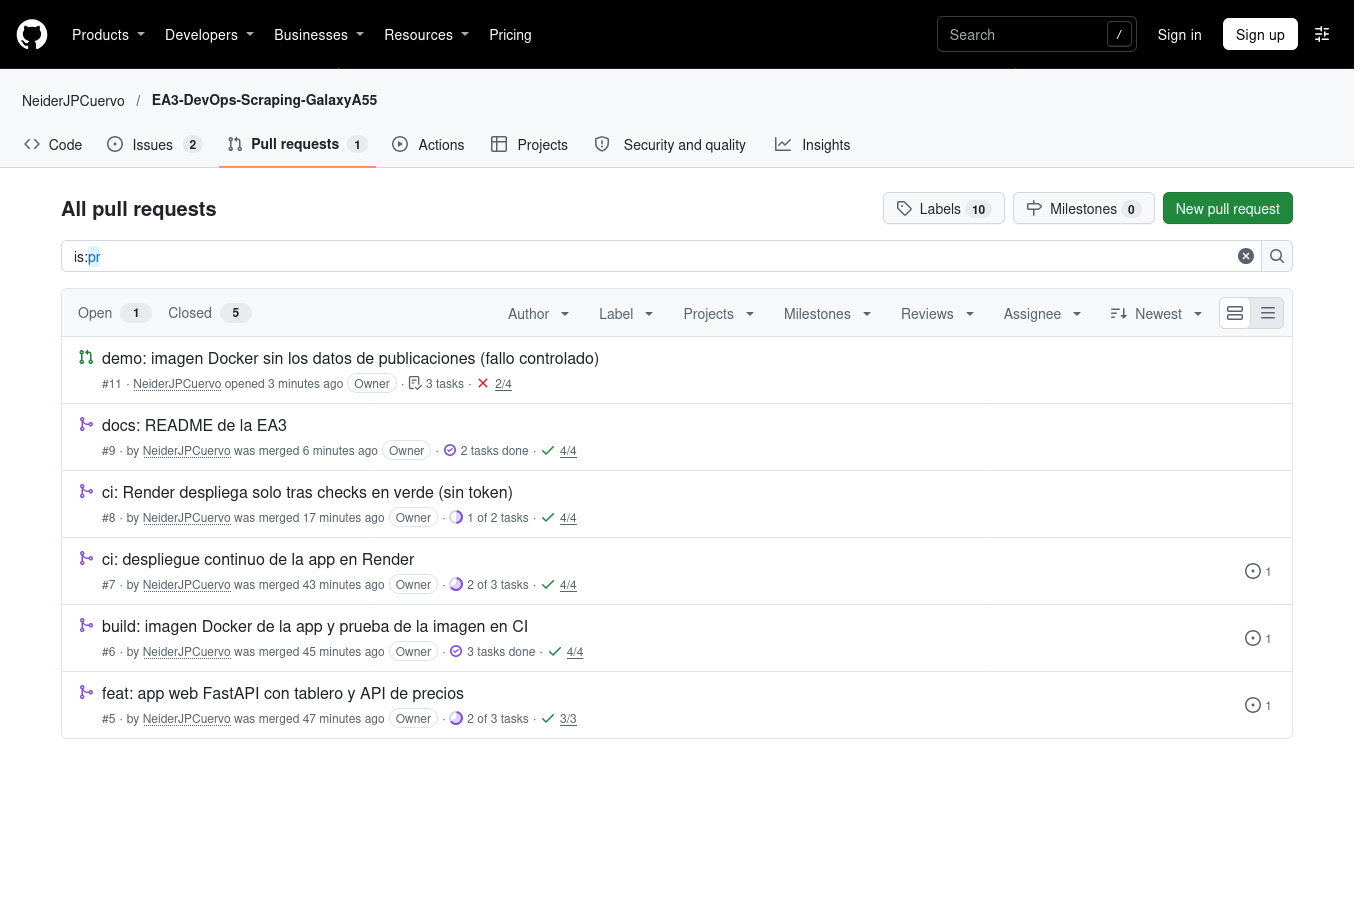 Products Developers Businesses Resources Pricing Search / Sign in Sign up
NeiderJPCuervo / EA3-DevOps-Scraping-GalaxyA55
Code Issues 2 Pull requests 1 Actions Projects Security and quality Insights
All pull requests Labels 10 Milestones 0 New pull request
is:pr
Open 1 Closed 5 Author Label Projects Milestones Reviews Assignee Newest
demo: imagen Docker sin los datos de publicaciones (fallo controlado)
#11 · NeiderJPCuervo opened 3 minutes ago Owner · 3 tasks · 2/4
docs: README de la EA3
#9 · by NeiderJPCuervo was merged 6 minutes ago Owner · 2 tasks done · 4/4
ci: Render despliega solo tras checks en verde (sin token)
#8 · by NeiderJPCuervo was merged 17 minutes ago Owner · 1 of 2 tasks · 4/4
ci: despliegue continuo de la app en Render
#7 · by NeiderJPCuervo was merged 43 minutes ago Owner · 2 of 3 tasks · 4/4 1
build: imagen Docker de la app y prueba de la imagen en CI
#6 · by NeiderJPCuervo was merged 45 minutes ago Owner · 3 tasks done · 4/4 1
feat: app web FastAPI con tablero y API de precios
#5 · by NeiderJPCuervo was merged 47 minutes ago Owner · 2 of 3 tasks · 3/3 1